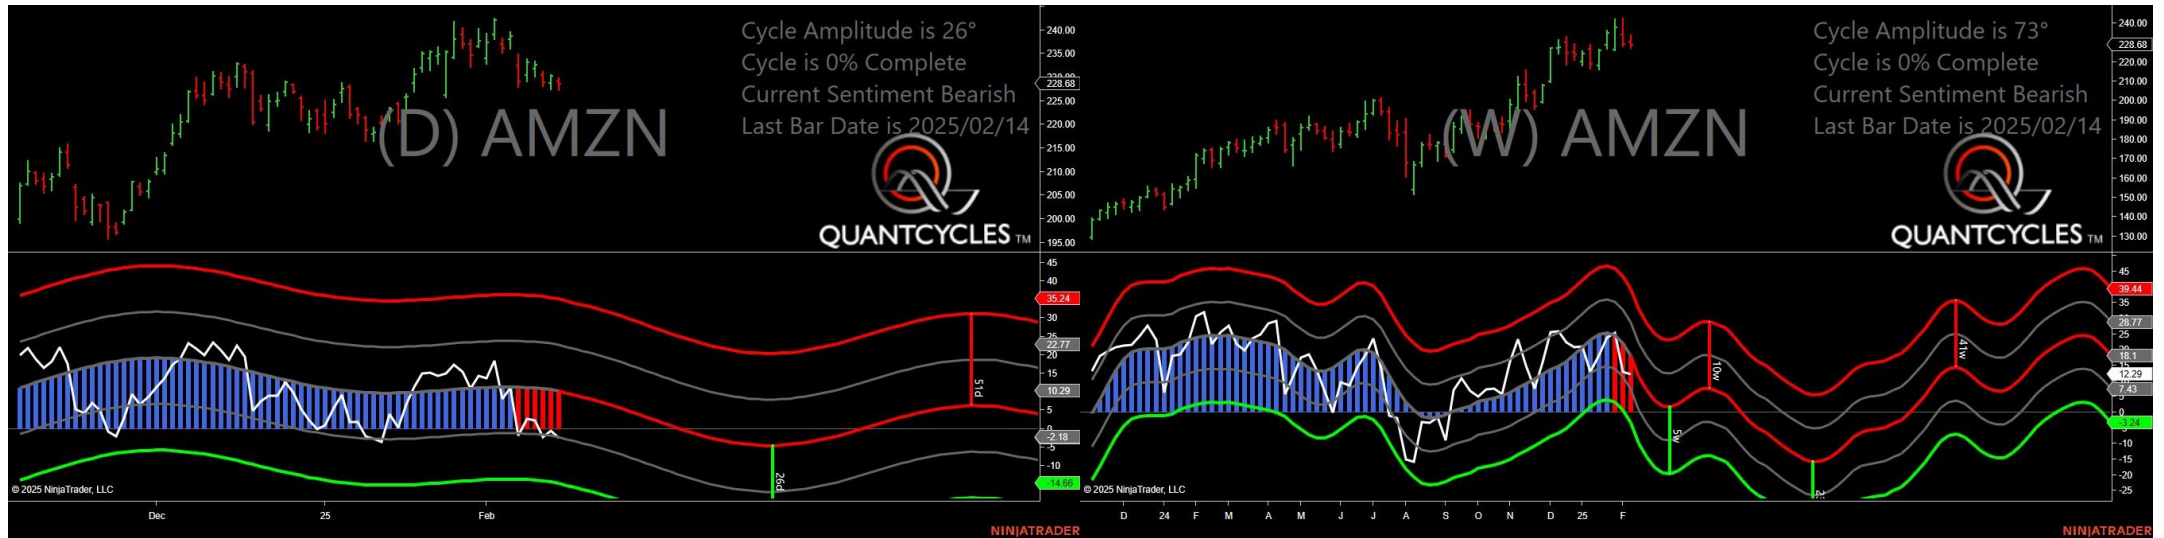 Cycle Amplitude is 26°
Cycle is 0% Complete
Current Sentiment Bearish
Last Bar Date is 2025/02/14
(D) AMZN
QUANTCYCLES TM
240.00
235.00
230.00
228.68
225.00
220.00
215.00
210.00
205.00
200.00
195.00
45
40
35.24
30
22.77
20
15
10.29
5
0
-2.18
-5
-10
-14.66
51d
26d
© 2025 NinjaTrader, LLC
Dec
25
Feb
NINJATRADER
Cycle Amplitude is 73°
Cycle is 0% Complete
Current Sentiment Bearish
Last Bar Date is 2025/02/14
(W) AMZN
QUANTCYCLES TM
240.00
228.68
220.00
210.00
200.00
190.00
180.00
170.00
160.00
150.00
140.00
130.00
45
39.44
35
28.77
25
18.1
12.29
7.43
0
-3.24
-10
-15
-20
-25
10w
41w
5w
© 2025 NinjaTrader, LLC
D
24
F
M
A
M
J
J
A
S
O
N
D
25
F
NINJATRADER